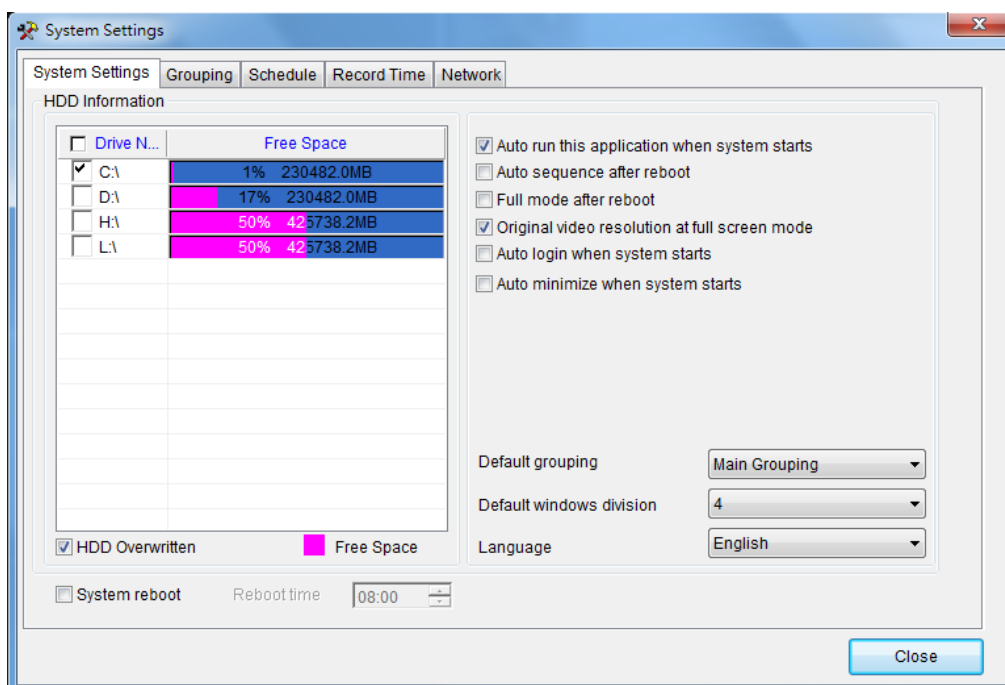 System Settings
System Settings Grouping Schedule Record Time Network
HDD Information
Drive N... Free Space
C:\ 1% 230482.0MB
D:\ 17% 230482.0MB
H:\ 50% 425738.2MB
L:\ 50% 425738.2MB
HDD Overwritten Free Space
Auto run this application when system starts
Auto sequence after reboot
Full mode after reboot
Original video resolution at full screen mode
Auto login when system starts
Auto minimize when system starts
Default grouping Main Grouping
Default windows division 4
Language English
System reboot Reboot time 08:00
Close